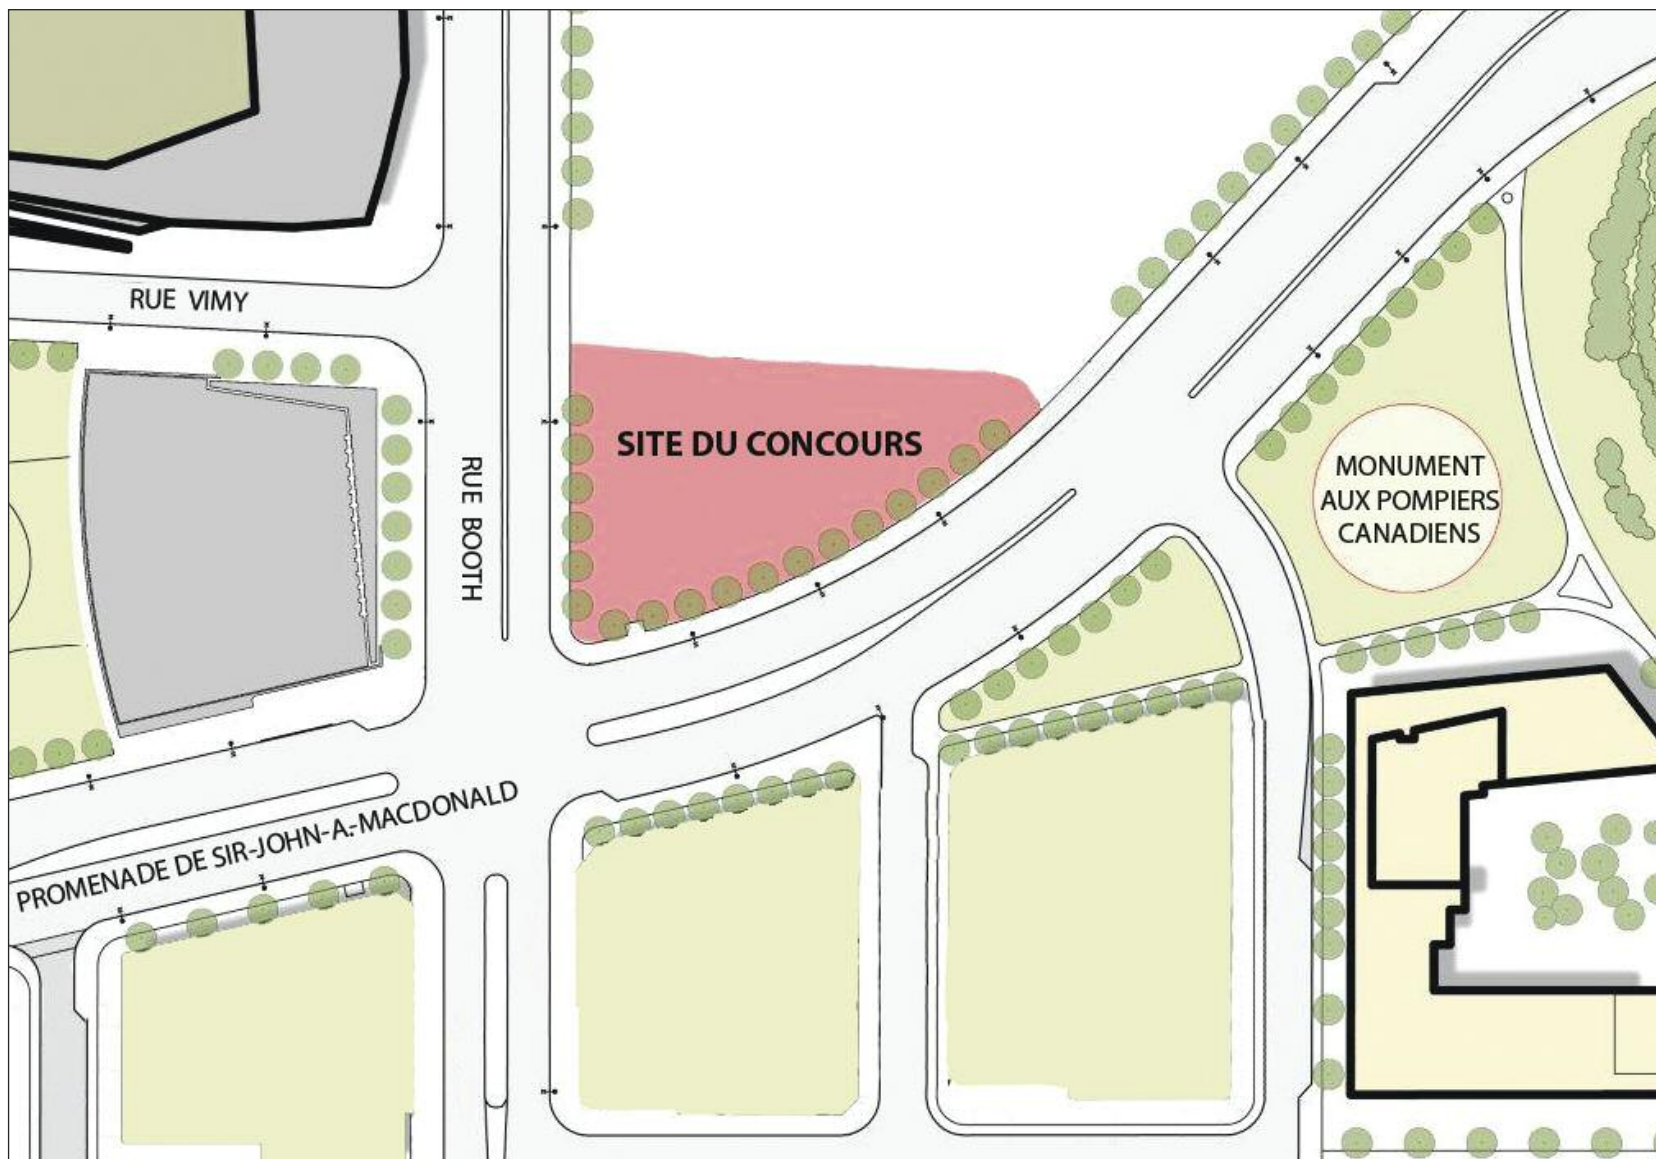 RUE VIMY
SITE DU CONCOURS
RUE BOOTH
MONUMENT
AUX POMPIERS
CANADIENS
PROMENADE DE SIR-JOHN-A.-MACDONALD